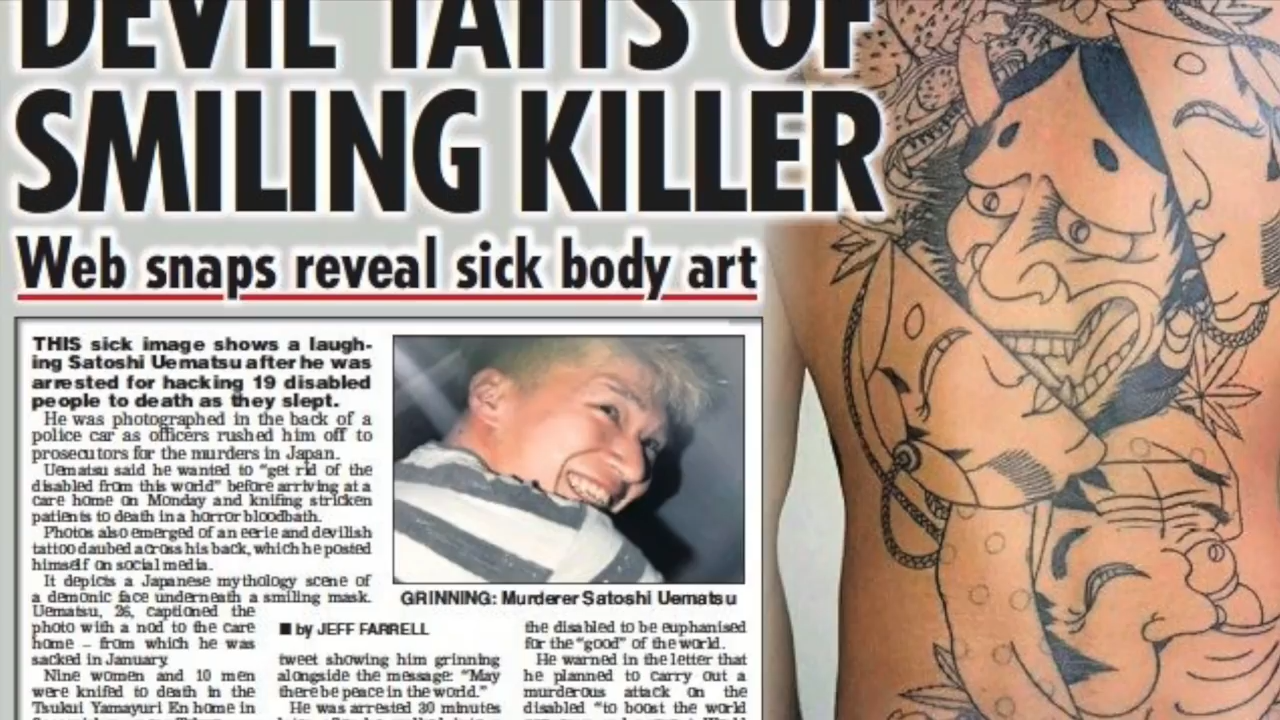 DEVIL TATTS OF
SMILING KILLER
Web snaps reveal sick body art
THIS sick image shows a laugh-
ing Satoshi Uematsu after he was
arrested for hacking 19 disabled
people to death as they slept.
He was photographed in the back of a
police car as officers rushed him off to
prosecutors for the murders in Japan.
Uematsu said he wanted to "get rid of the
disabled from this world" before arriving at a
care home on Monday and knifing stricken
patients to death in a horror bloodbath.
Photos also emerged of an eerie and devilish
tattoo daubed across his back, which he posted
himself on social media.
It depicts a Japanese mythology scene of
a demonic face underneath a smiling mask.
Uematsu, 26, captioned the
photo with a nod to the care
home – from which he was
sacked in January.
Nine women and 10 men
were knifed to death in the
Tsukui Yamayuri En home in
GRINNING: Murderer Satoshi Uematsu
■ by JEFF FARRELL
tweet showing him grinning
alongside the message: "May
there be peace in the world."
He was arrested 30 minutes
the disabled to be euphanised
for the "good" of the world.
He warned in the letter that
he planned to carry out a
murderous attack on the
disabled "to boost the world